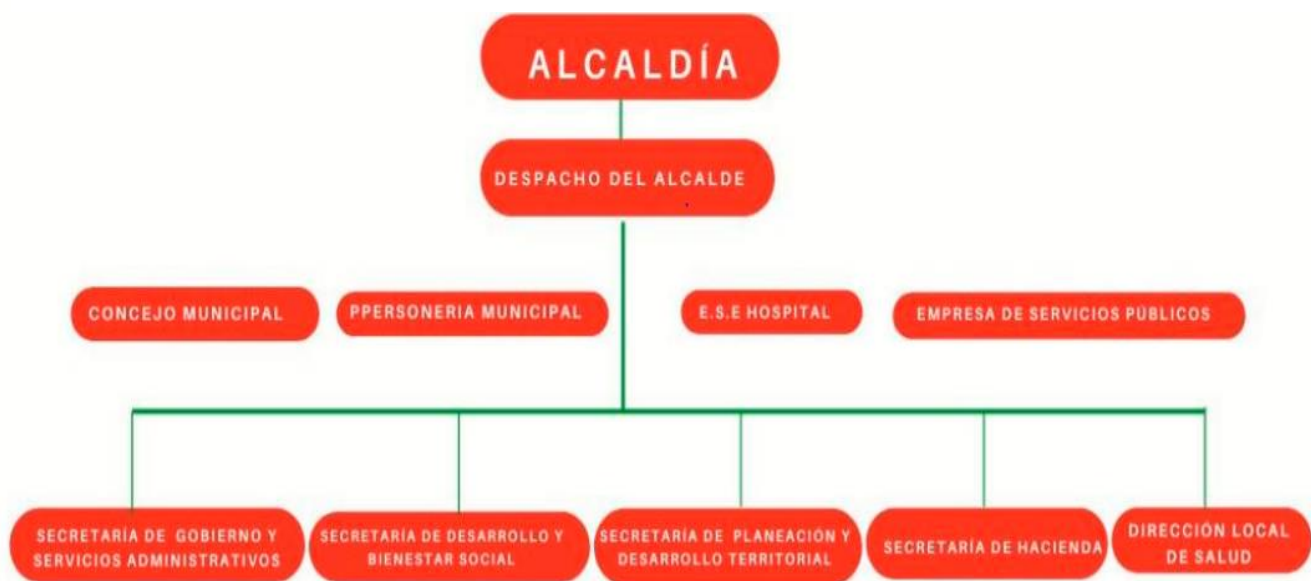 ALCALDÍA
DESPACHO DEL ALCALDE
CONCEJO MUNICIPAL
PPERSONERIA MUNICIPAL
E.S.E HOSPITAL
EMPRESA DE SERVICIOS PÚBLICOS
SECRETARÍA DE GOBIERNO Y
SERVICIOS ADMINISTRATIVOS
SECRETARÍA DE DESARROLLO Y
BIENESTAR SOCIAL
SECRETARÍA DE PLANEACIÓN Y
DESARROLLO TERRITORIAL
SECRETARÍA DE HACIENDA
DIRECCIÓN LOCAL
DE SALUD